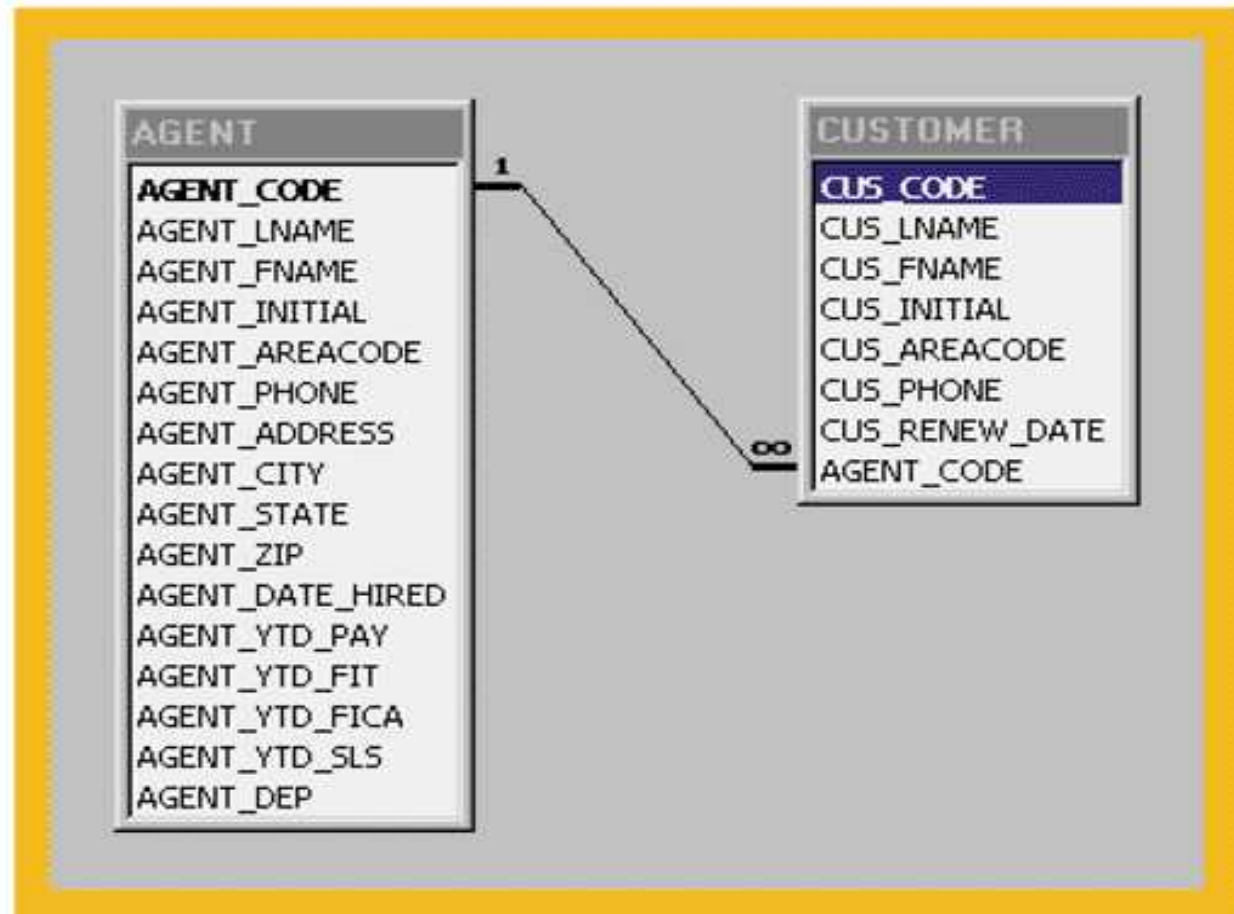 AGENT
AGENT_CODE
AGENT_LNAME
AGENT_FNAME
AGENT_INITIAL
AGENT_AREACODE
AGENT_PHONE
AGENT_ADDRESS
AGENT_CITY
AGENT_STATE
AGENT_ZIP
AGENT_DATE_HIRED
AGENT_YTD_PAY
AGENT_YTD_FIT
AGENT_YTD_FICA
AGENT_YTD_SLS
AGENT_DEP
1
∞
CUSTOMER
CUS_CODE
CUS_LNAME
CUS_FNAME
CUS_INITIAL
CUS_AREACODE
CUS_PHONE
CUS_RENEW_DATE
AGENT_CODE